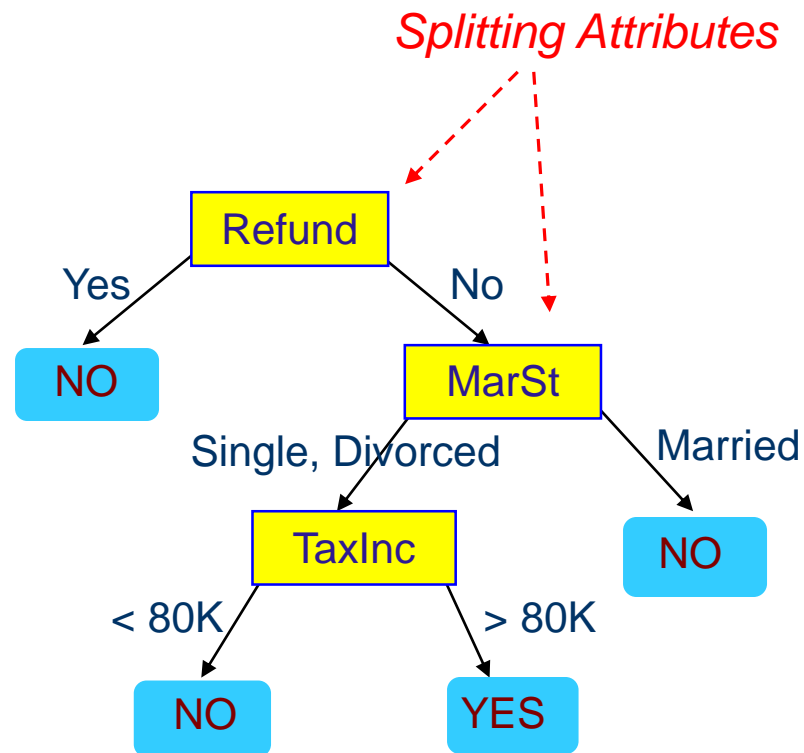 Splitting Attributes
Refund
Yes
No
NO
MarSt
Single, Divorced
Married
TaxInc
NO
< 80K
> 80K
NO
YES